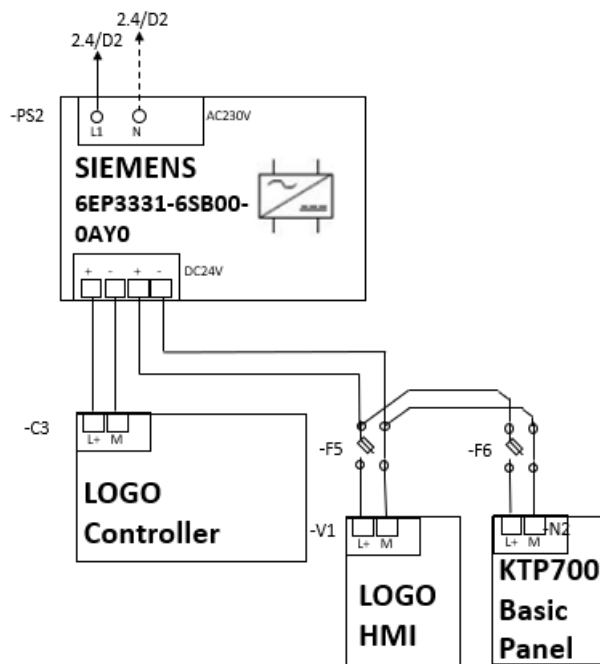 2.4/D2
2.4/D2
-PS2
AC230V
L1 N
SIEMENS
6EP3331-6SB00-
0AY0
+ - + -
DC24V
-C3
L+ M
-F5
-F6
LOGO
Controller
-V1
L+ M
L+ M
-N2
LOGO
HMI
KTP700
Basic
Panel